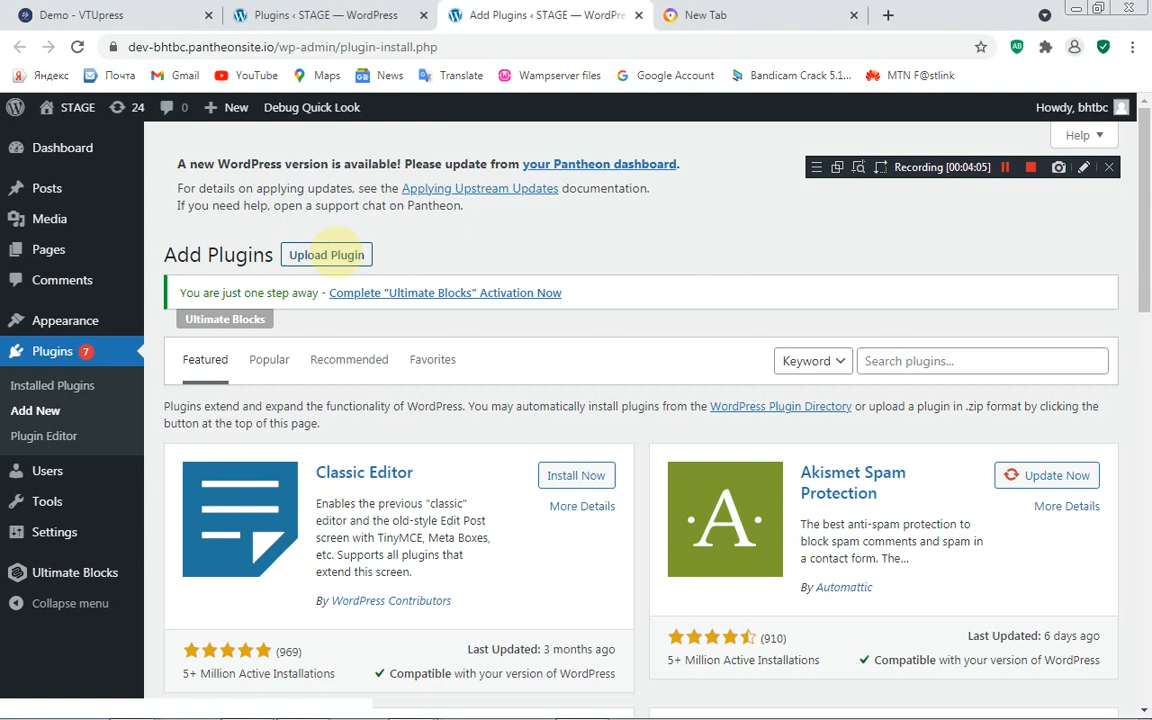 Demo - VTUpress
Plugins ‹ STAGE — WordPress
Add Plugins ‹ STAGE — WordPre
New Tab
dev-bhtbc.pantheonsite.io/wp-admin/plugin-install.php
Яндекс
Почта
Gmail
YouTube
Maps
News
Translate
Wampserver files
Google Account
Bandicam Crack 5.1...
MTN F@stlink
STAGE
24
0
New
Debug Quick Look
Howdy, bhtbc
Help
Dashboard
Posts
Media
Pages
Comments
Appearance
Plugins 7
Installed Plugins
Add New
Plugin Editor
Users
Tools
Settings
Ultimate Blocks
Collapse menu
A new WordPress version is available! Please update from your Pantheon dashboard.
For details on applying updates, see the Applying Upstream Updates documentation.
If you need help, open a support chat on Pantheon.
Recording [00:04:05]
Add Plugins
Upload Plugin
You are just one step away - Complete "Ultimate Blocks" Activation Now
Ultimate Blocks
Featured
Popular
Recommended
Favorites
Keyword
Search plugins...
Plugins extend and expand the functionality of WordPress. You may automatically install plugins from the WordPress Plugin Directory or upload a plugin in .zip format by clicking the
button at the top of this page.
Classic Editor
Install Now
More Details
Enables the previous "classic"
editor and the old-style Edit Post
screen with TinyMCE, Meta Boxes,
etc. Supports all plugins that
extend this screen.
By WordPress Contributors
(969)
Last Updated: 3 months ago
5+ Million Active Installations
Compatible with your version of WordPress
A
Akismet Spam
Protection
Update Now
More Details
The best anti-spam protection to
block spam comments and spam in
a contact form. The...
By Automattic
(910)
Last Updated: 6 days ago
5+ Million Active Installations
Compatible with your version of WordPress